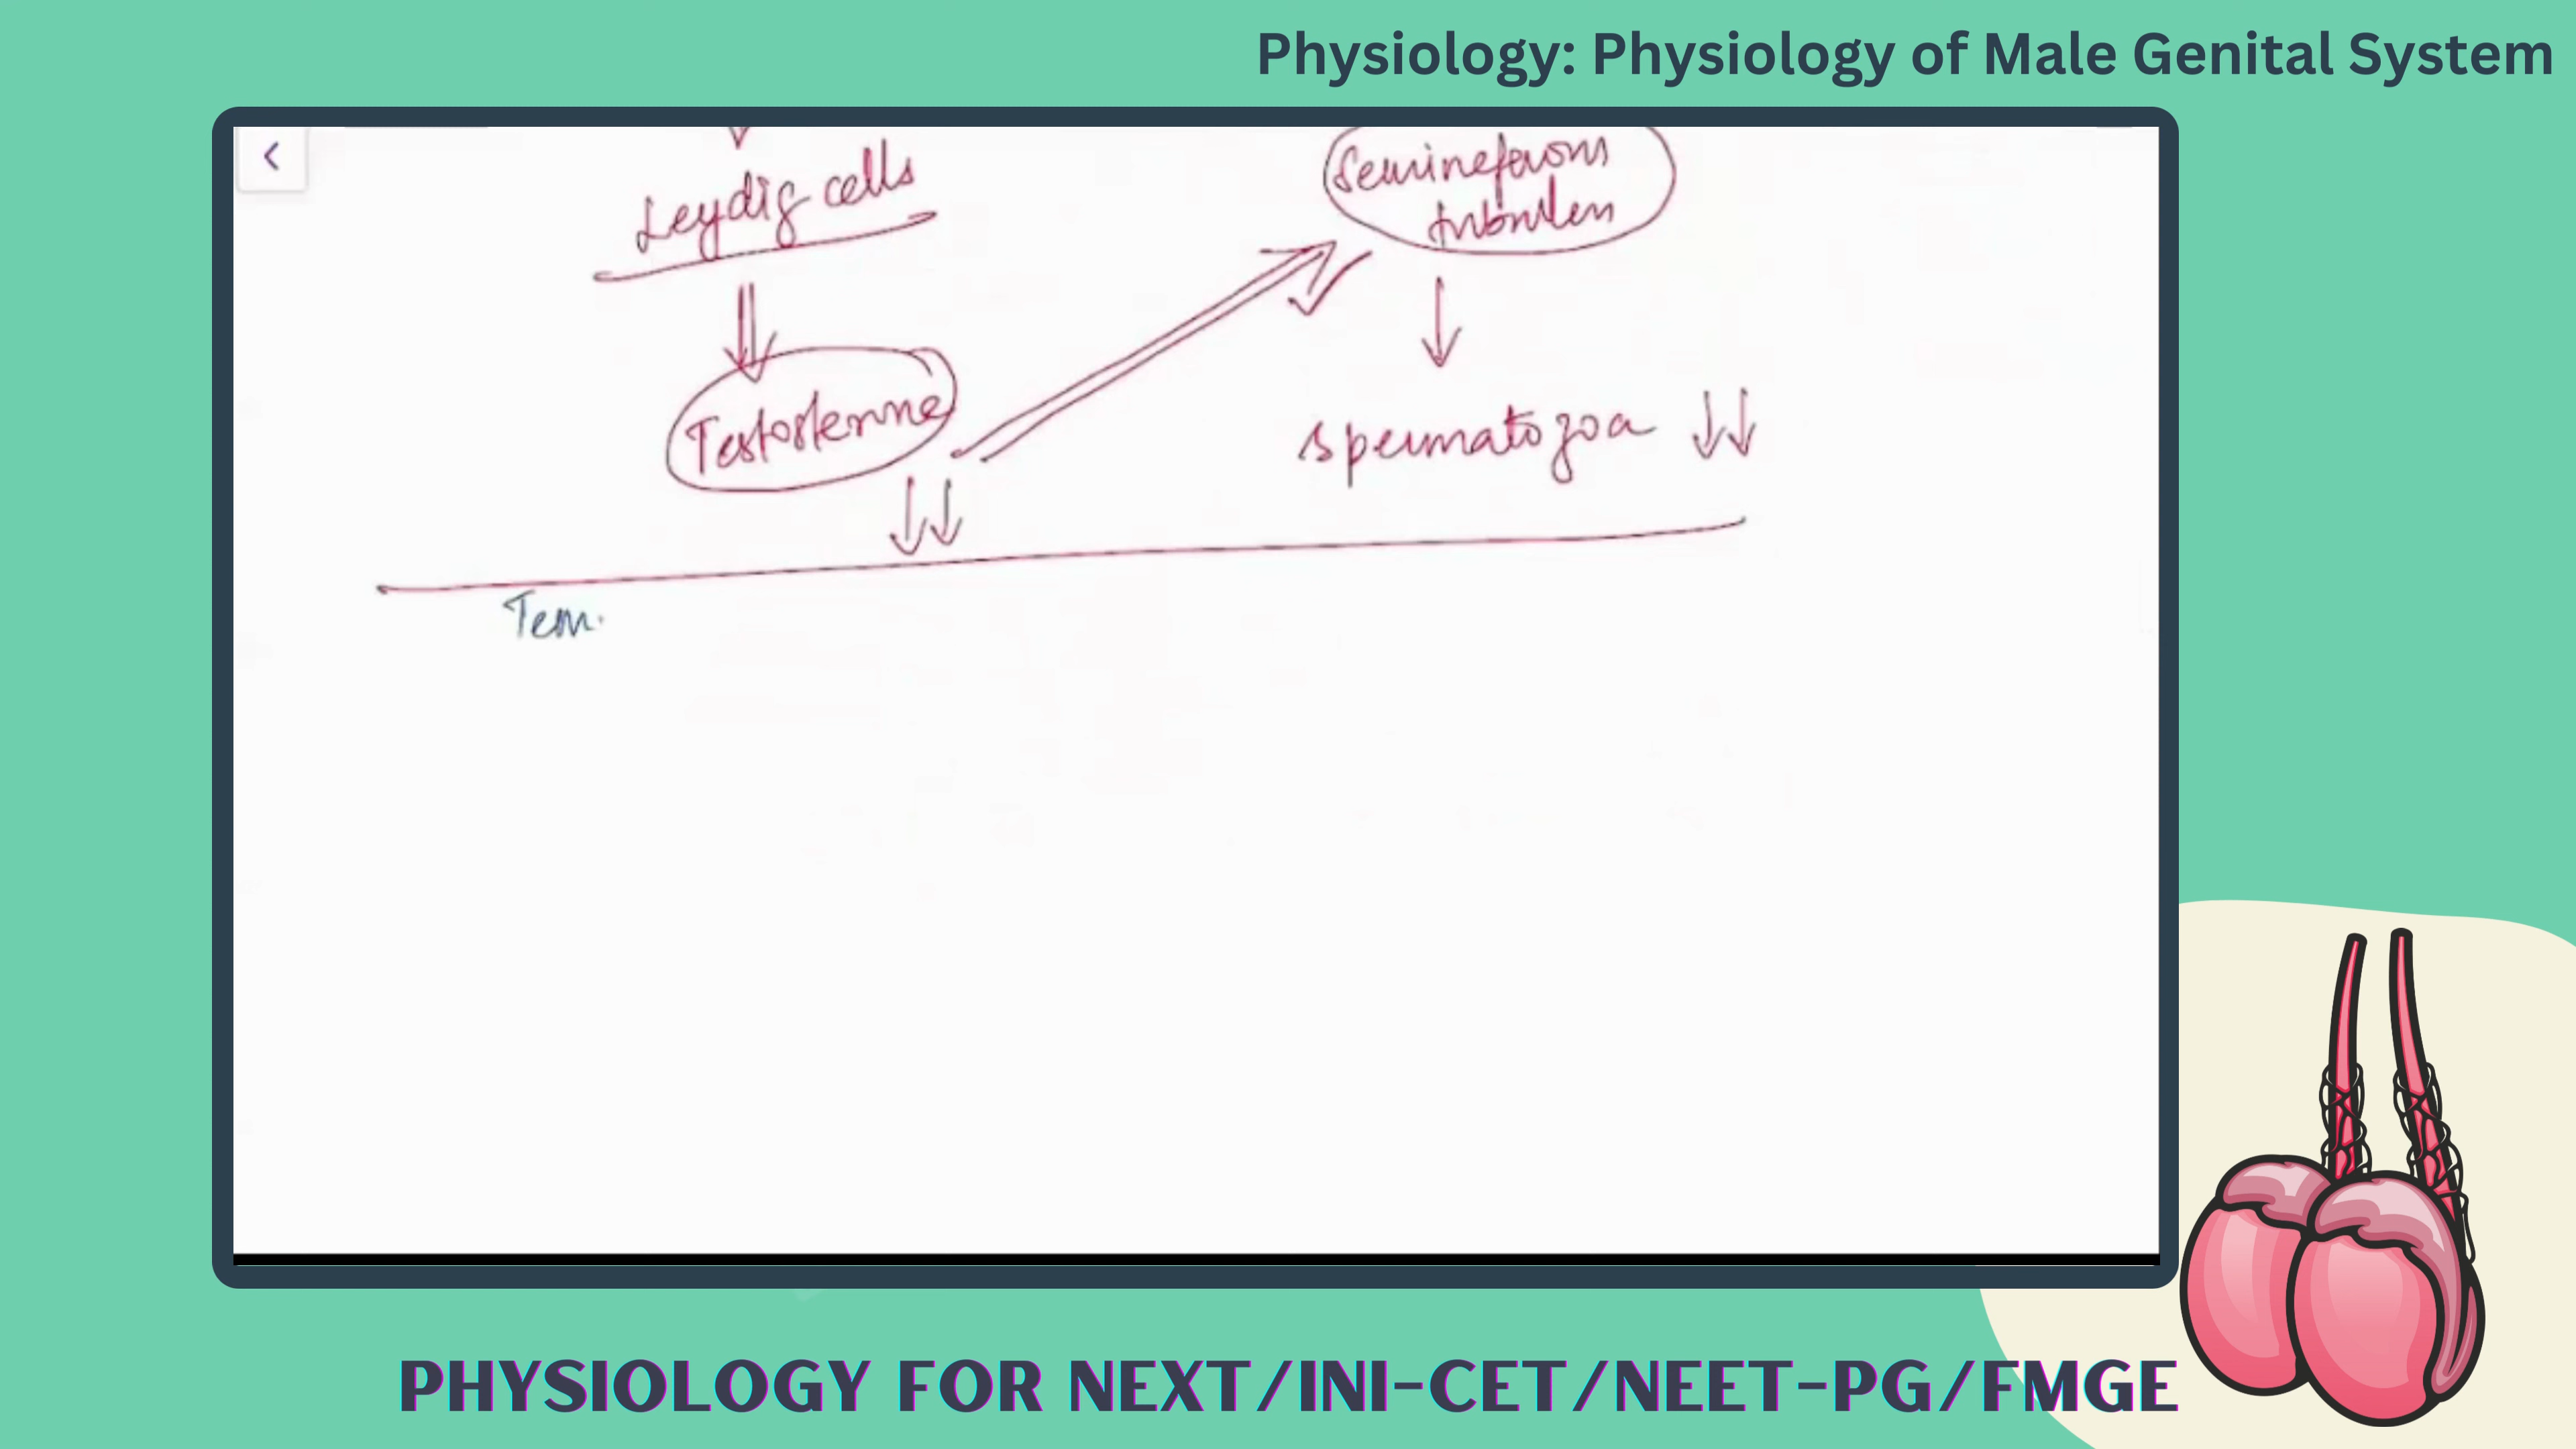 Physiology: Physiology of Male Genital System
Leydig cells
Seminiferous
tubules
Testosterone
spermatozoa ↓↓
↓↓
Tem.
PHYSIOLOGY FOR NEXT/INI-CET/NEET-PG/FMGE